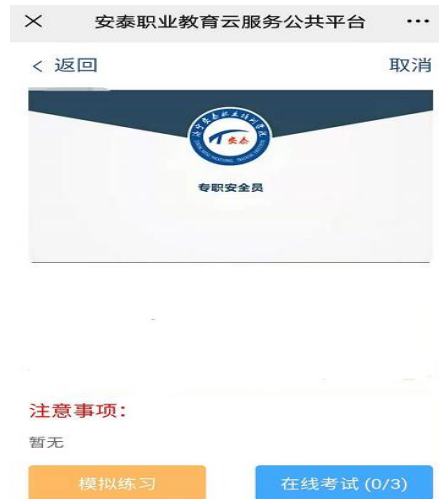 × 安泰职业教育云服务公共平台 ···
< 返回 取消
安泰
专职安全员
注意事项：
暂无
模拟练习 在线考试 (0/3)